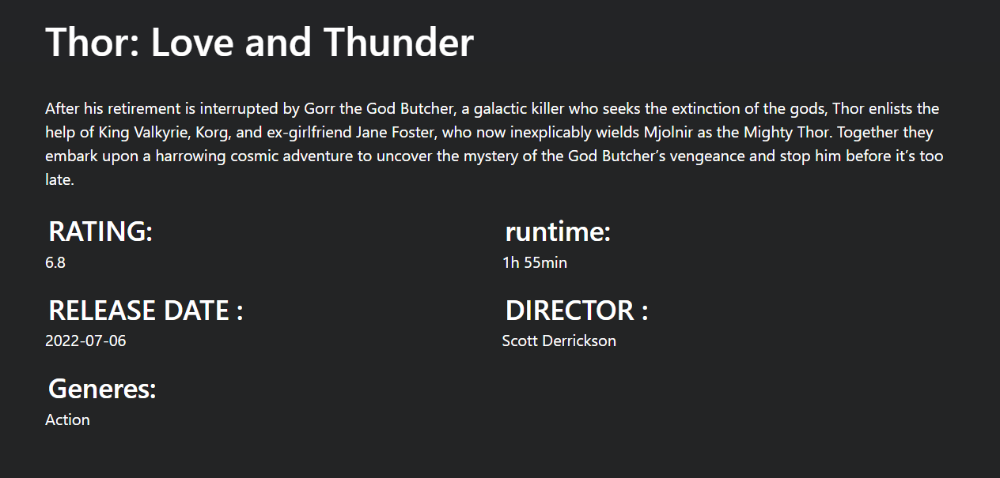 Thor: Love and Thunder
After his retirement is interrupted by Gorr the God Butcher, a galactic killer who seeks the extinction of the gods, Thor enlists the
help of King Valkyrie, Korg, and ex-girlfriend Jane Foster, who now inexplicably wields Mjolnir as the Mighty Thor. Together they
embark upon a harrowing cosmic adventure to uncover the mystery of the God Butcher’s vengeance and stop him before it’s too
late.
RATING:
6.8
runtime:
1h 55min
RELEASE DATE :
2022-07-06
DIRECTOR :
Scott Derrickson
Generes:
Action